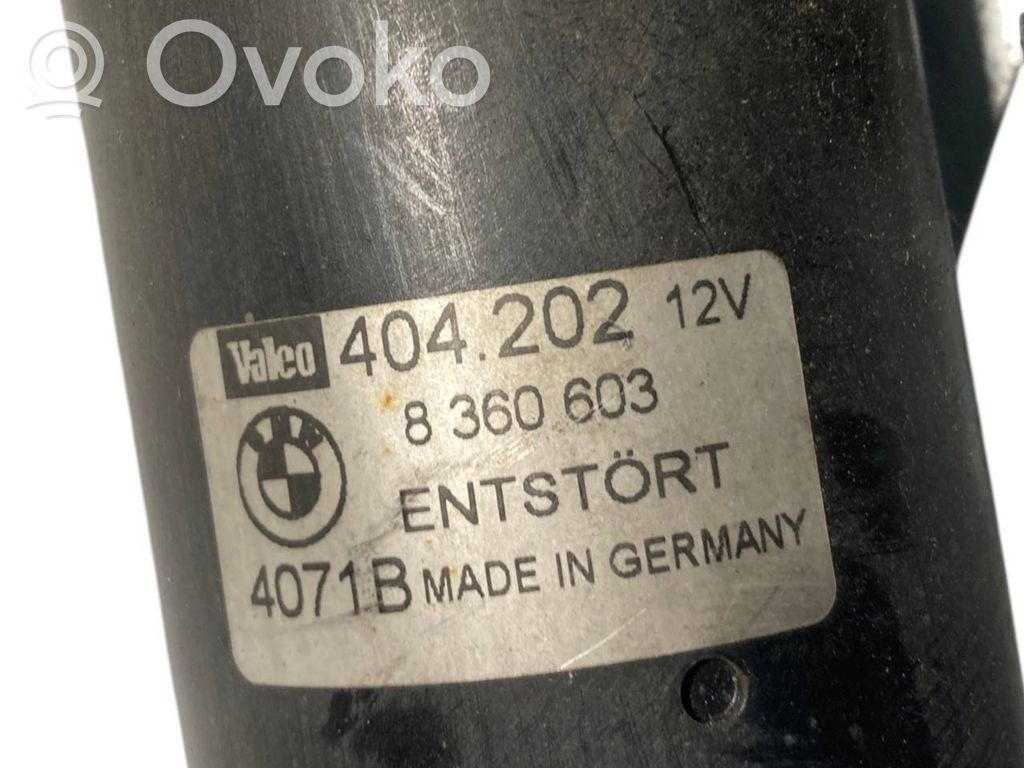 Ovoko
Valeo 404.202 12V
8 360 603
ENTSTÖRT
4071B MADE IN GERMANY